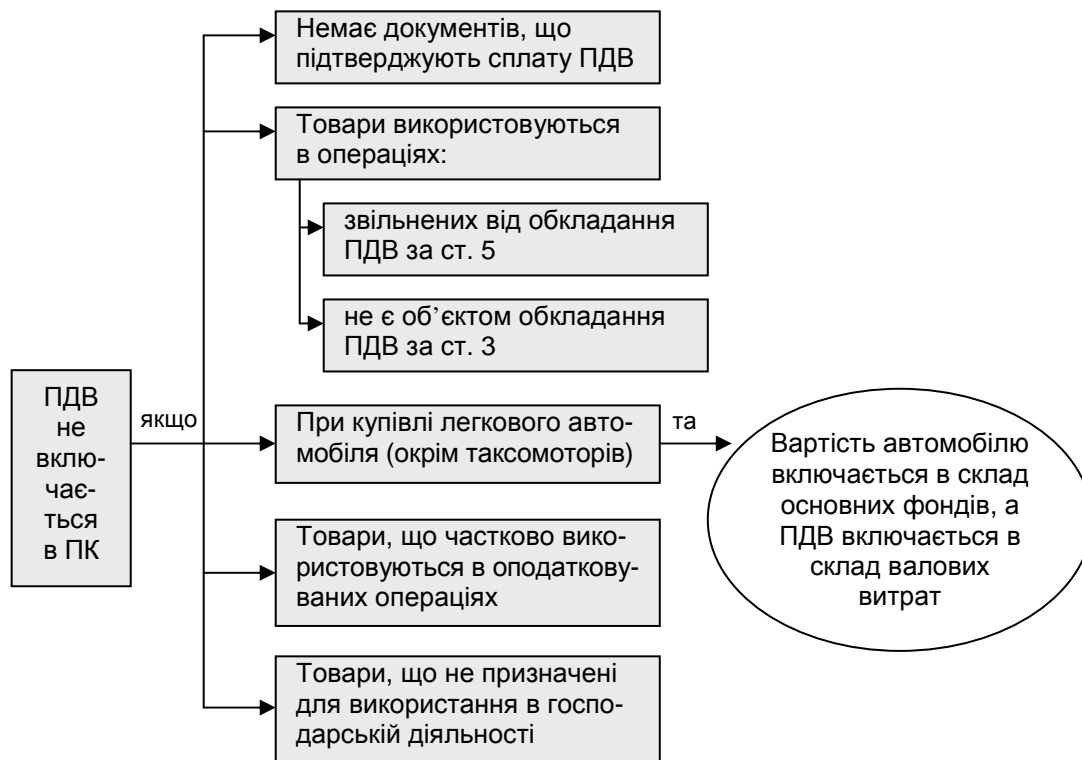 Немає документів, що
підтверджують сплату ПДВ
Товари використовуються
в операціях:
звільнених від обкладання
ПДВ за ст. 5
не є об’єктом обкладання
ПДВ за ст. 3
ПДВ
не
вклю-
чає-
ться
в ПК
якщо
При купівлі легкового авто-
мобіля (окрім таксомоторів)
та
Вартість автомобілю
включається в склад
основних фондів, а
ПДВ включається в
склад валових
витрат
Товари, що частково вико-
ристовуються в оподаткову-
ваних операціях
Товари, що не призначені
для використання в госпо-
дарській діяльності